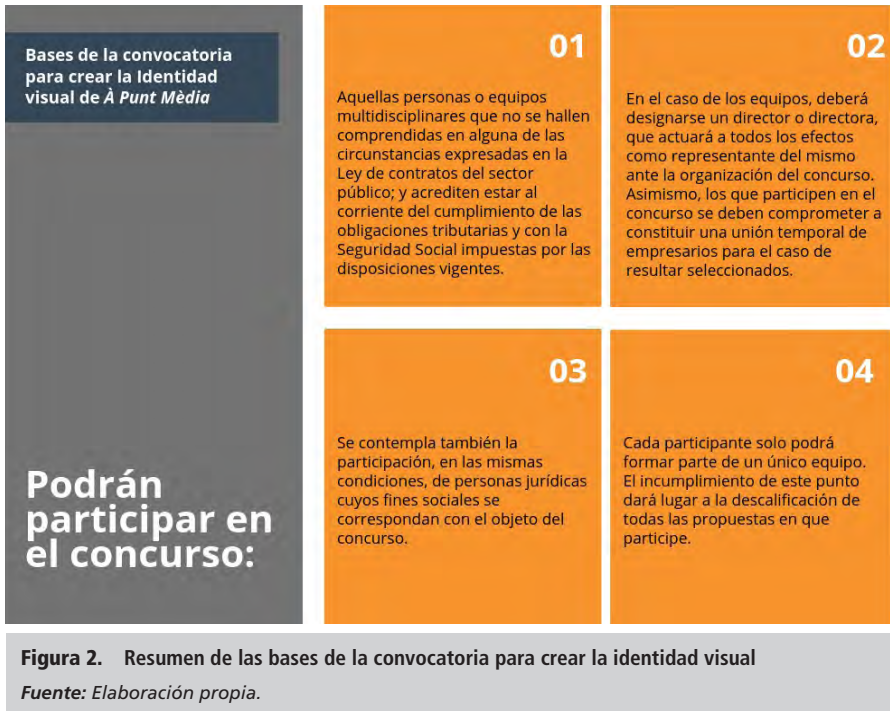 Bases de la convocatoria
para crear la Identidad
visual de À Punt Mèdia
Podrán
participar en
el concurso:
01
Aquellas personas o equipos
multidisciplinares que no se hallen
comprendidas en alguna de las
circunstancias expresadas en la
Ley de contratos del sector
público; y acrediten estar al
corriente del cumplimiento de las
obligaciones tributarias y con la
Seguridad Social impuestas por las
disposiciones vigentes.
02
En el caso de los equipos, deberá
designarse un director o directora,
que actuará a todos los efectos
como representante del mismo
ante la organización del concurso.
Asimismo, los que participen en el
concurso se deben comprometer a
constituir una unión temporal de
empresarios para el caso de
resultar seleccionados.
03
Se contempla también la
participación, en las mismas
condiciones, de personas jurídicas
cuyos fines sociales se
correspondan con el objeto del
concurso.
04
Cada participante solo podrá
formar parte de un único equipo.
El incumplimiento de este punto
dará lugar a la descalificación de
todas las propuestas en que
participe.
Figura 2. Resumen de las bases de la convocatoria para crear la identidad visual
Fuente: Elaboración propia.